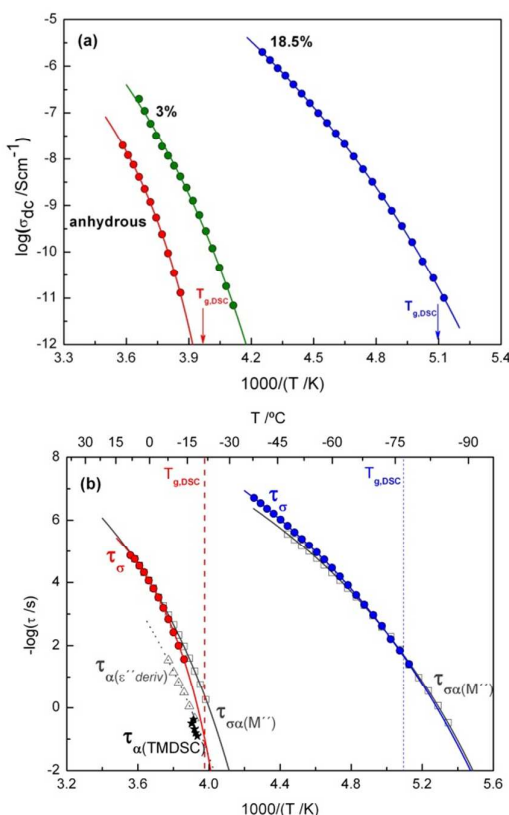 (a)
18.5%
3%
anhydrous
T g,DSC
T g,DSC
log(σdc /Scm⁻¹)
-5
-6
-7
-8
-9
-10
-11
-12
3.3 3.6 3.9 4.2 4.5 4.8 5.1 5.4
1000/(T /K)
T /ºC
30 15 0 -15 -30 -45 -60 -75 -90
(b)
T g,DSC
T g,DSC
τσ
τσ
τα(ε´´deriv)
τσα(M´´)
τσα(M´´)
τα(TMDSC)
-log(τ /s)
8
6
4
2
0
-2
3.2 3.6 4.0 4.4 4.8 5.2 5.6
1000/(T /K)